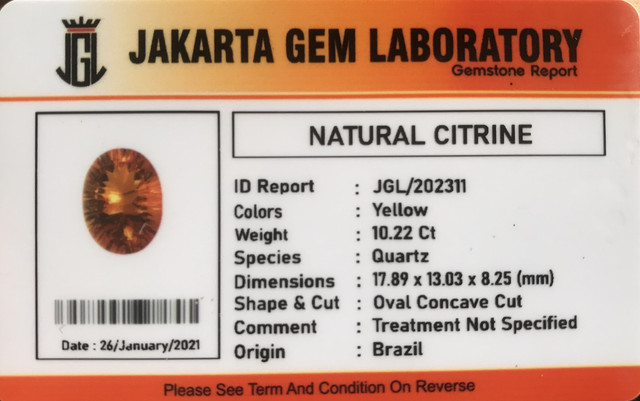 JGL
JAKARTA GEM LABORATORY
Gemstone Report
NATURAL CITRINE
ID Report : JGL/202311
Colors : Yellow
Weight : 10.22 Ct
Species : Quartz
Dimensions : 17.89 x 13.03 x 8.25 (mm)
Shape & Cut : Oval Concave Cut
Comment : Treatment Not Specified
Origin : Brazil
Date : 26/January/2021
Please See Term And Condition On Reverse